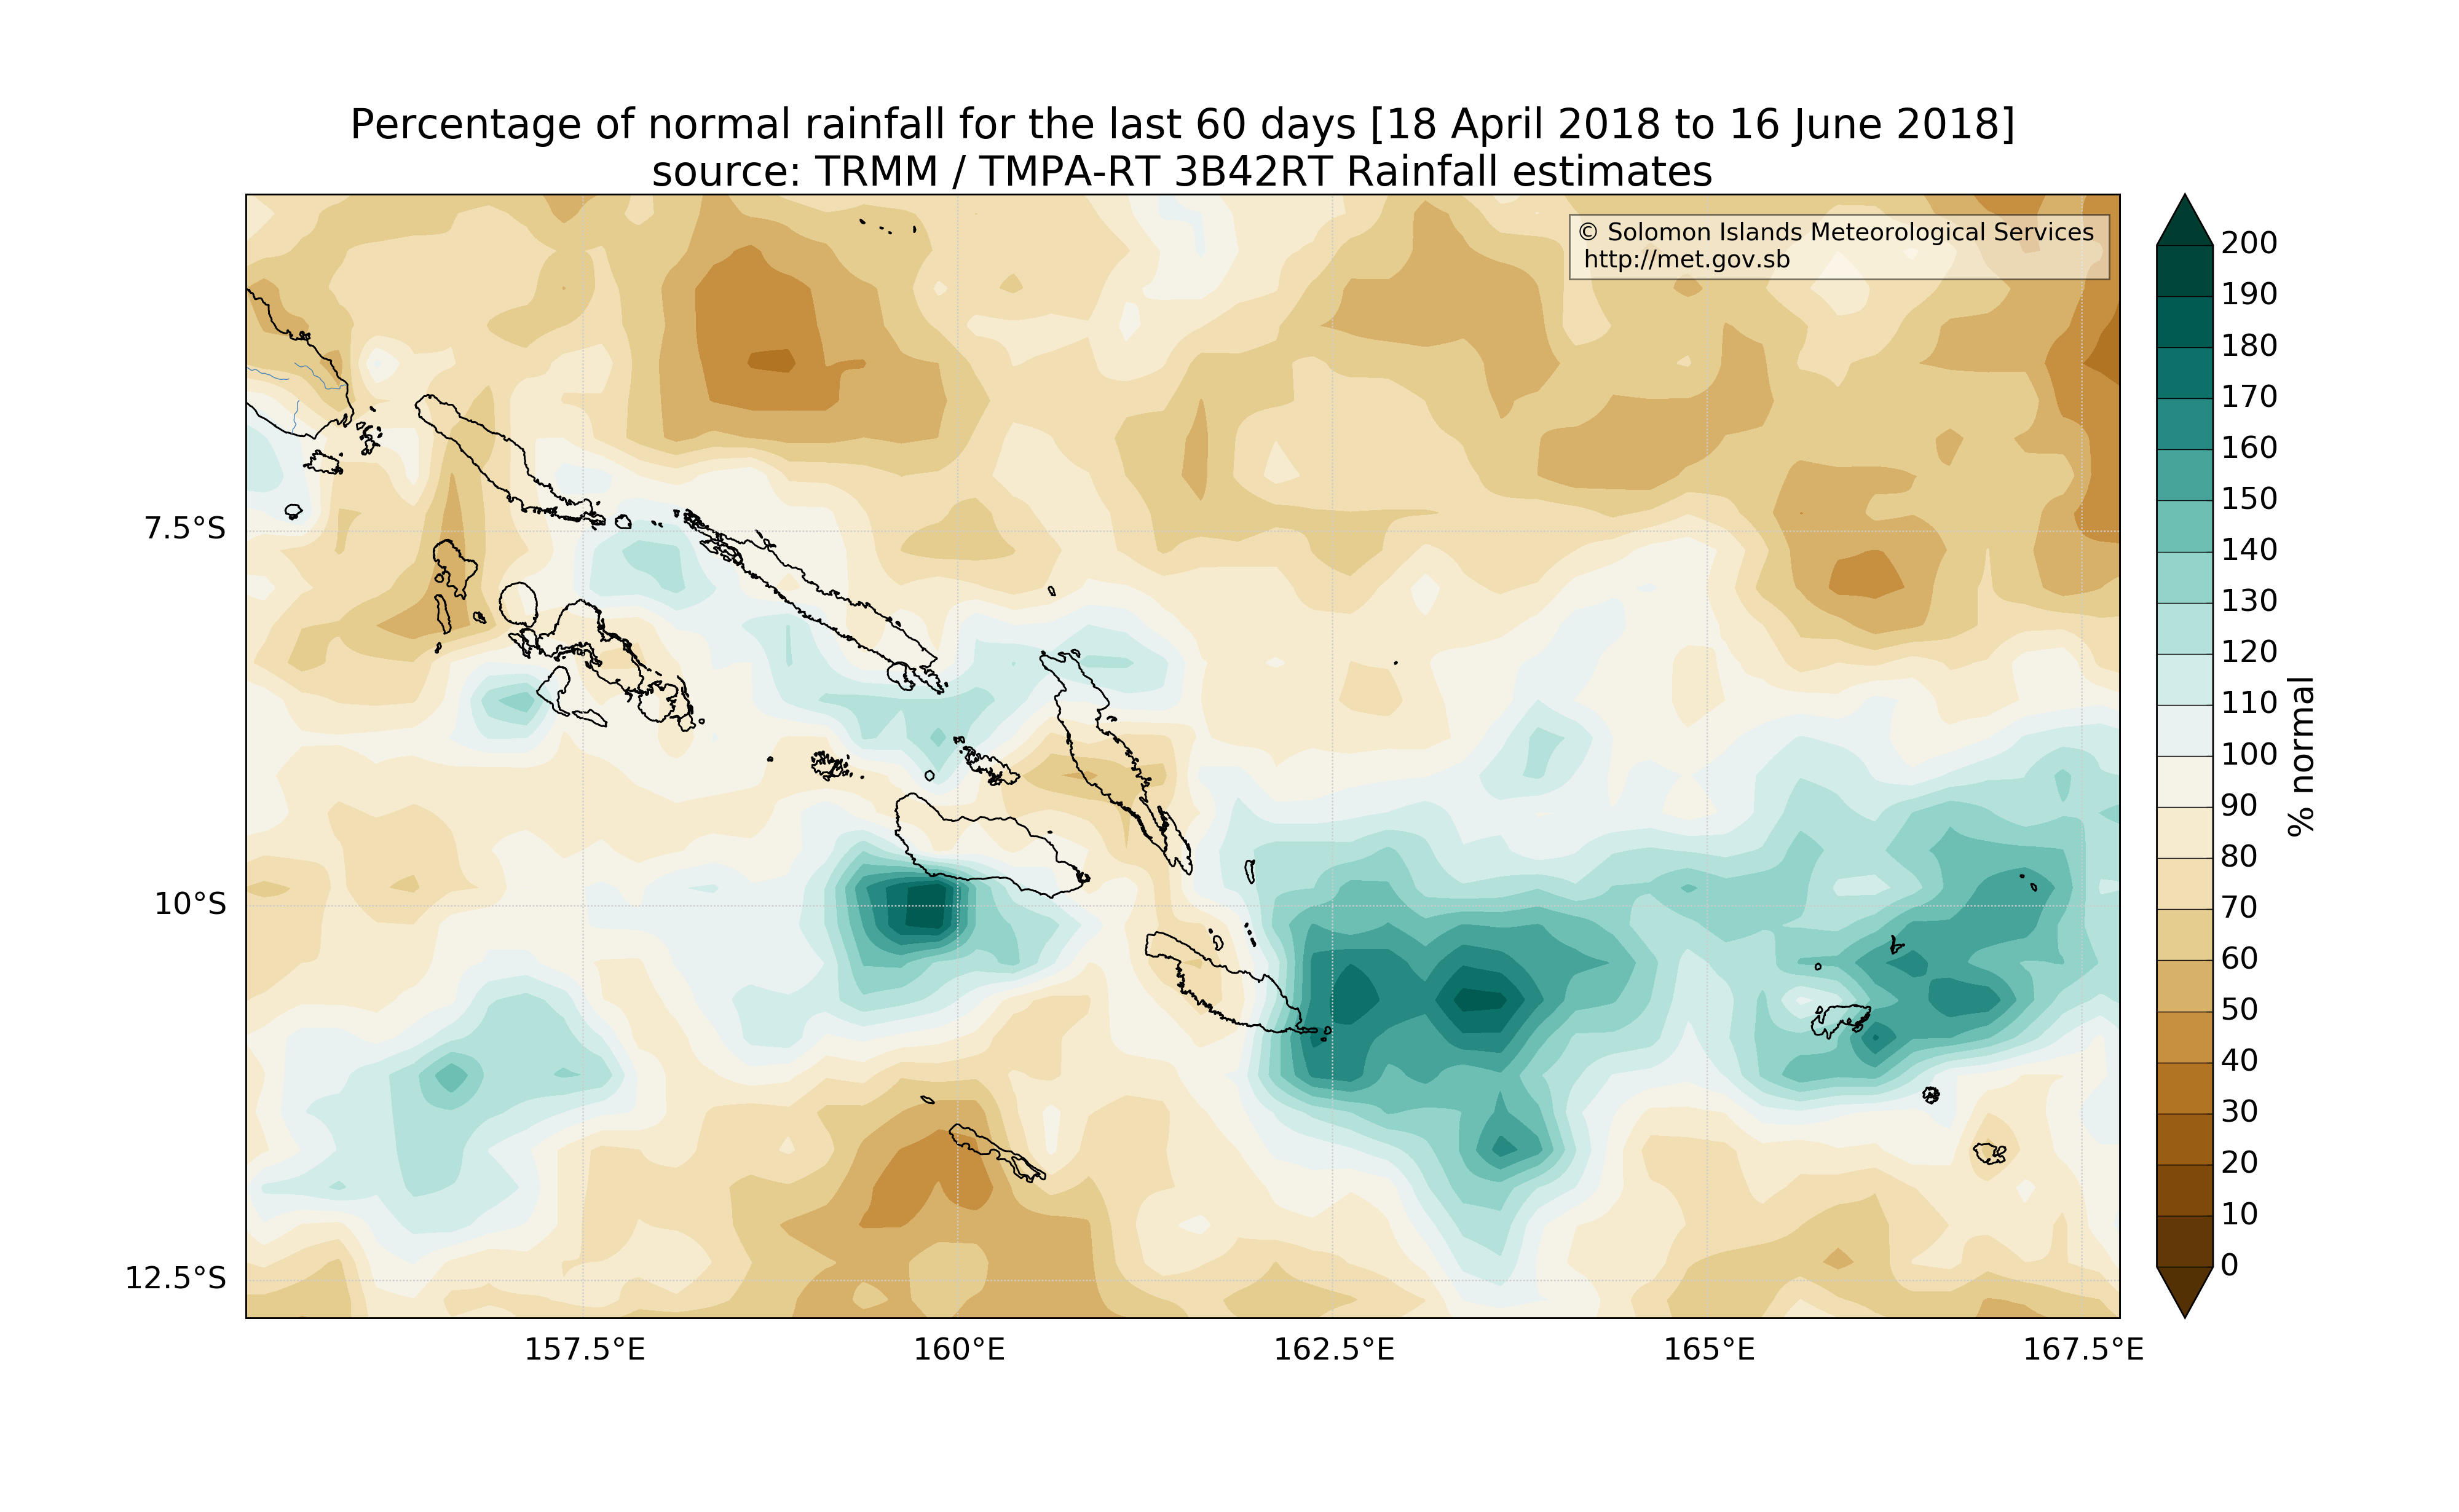 Percentage of normal rainfall for the last 60 days [18 April 2018 to 16 June 2018]
source: TRMM / TMPA-RT 3B42RT Rainfall estimates
© Solomon Islands Meteorological Services
http://met.gov.sb
7.5°S
10°S
12.5°S
157.5°E
160°E
162.5°E
165°E
167.5°E
200
190
180
170
160
150
140
130
120
110
100
90
80
70
60
50
40
30
20
10
0
% normal